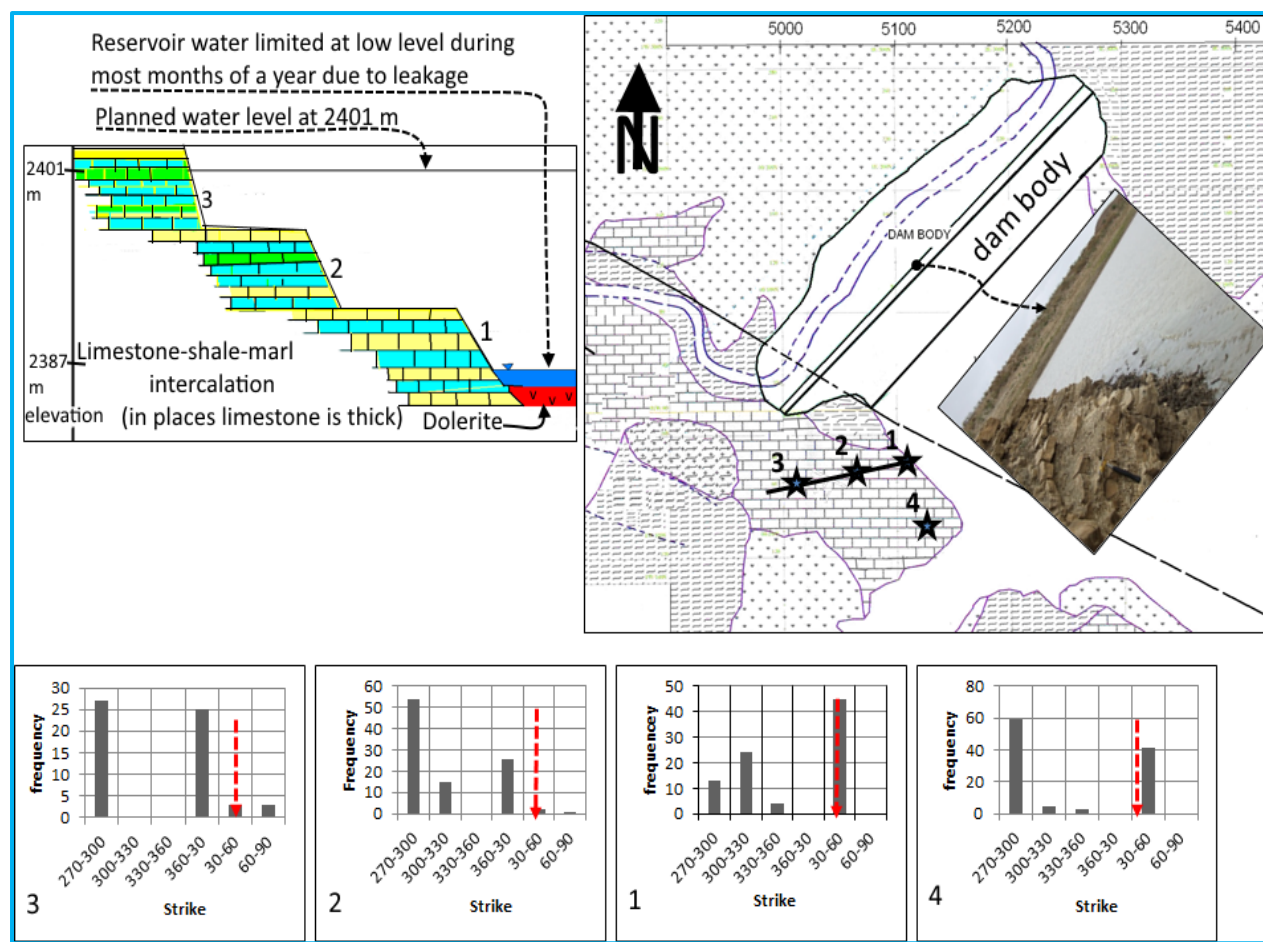 Reservoir water limited at low level during
most months of a year due to leakage
Planned water level at 2401 m
2401
m
3
2
1
2387
m
elevation
Limestone-shale-marl
intercalation
(in places limestone is thick)
Dolerite
v v v
5000 5100 5200 5300 5400
N
DAM BODY
dam body
3 2 1
4
frequency
30
25
20
15
10
5
0
270-300 300-330 330-360 360-30 30-60 60-90
Strike
3
Frequency
60
50
40
30
20
10
0
270-300 300-330 330-360 360-30 30-60 60-90
Strike
2
frequencey
50
40
30
20
10
0
270-300 300-330 330-360 360-30 30-60 60-90
Strike
1
frequency
80
60
40
20
0
270-300 300-330 330-360 360-30 30-60 60-90
Strike
4